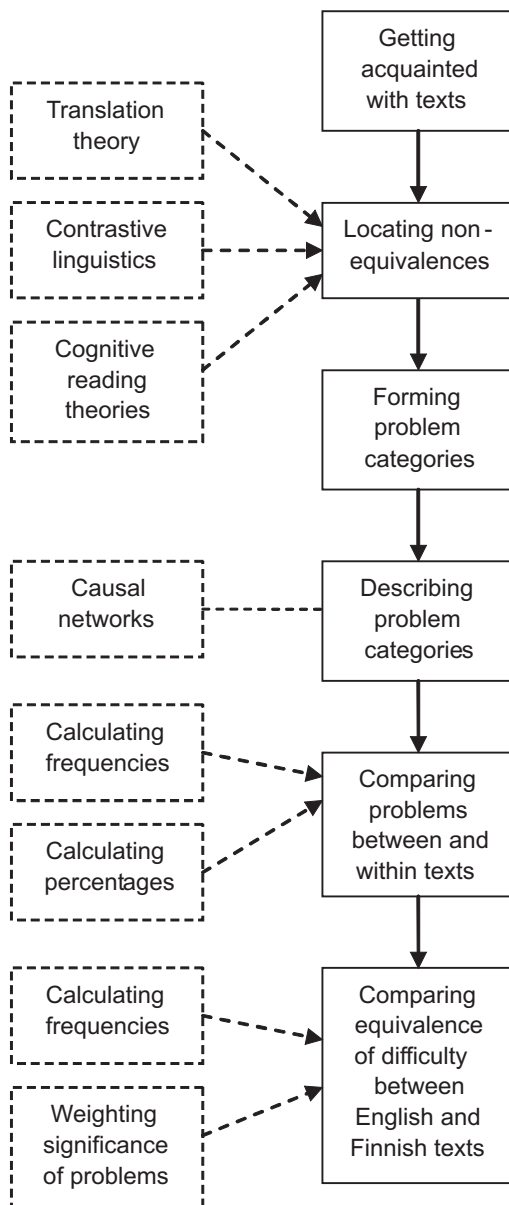 Getting
acquainted
with texts
Translation
theory
Contrastive
linguistics
Cognitive
reading
theories
Locating non-
equivalences
Forming
problem
categories
Causal
networks
Describing
problem
categories
Calculating
frequencies
Calculating
percentages
Comparing
problems
between and
within texts
Calculating
frequencies
Weighting
significance
of problems
Comparing
equivalence
of difficulty
between
English and
Finnish texts